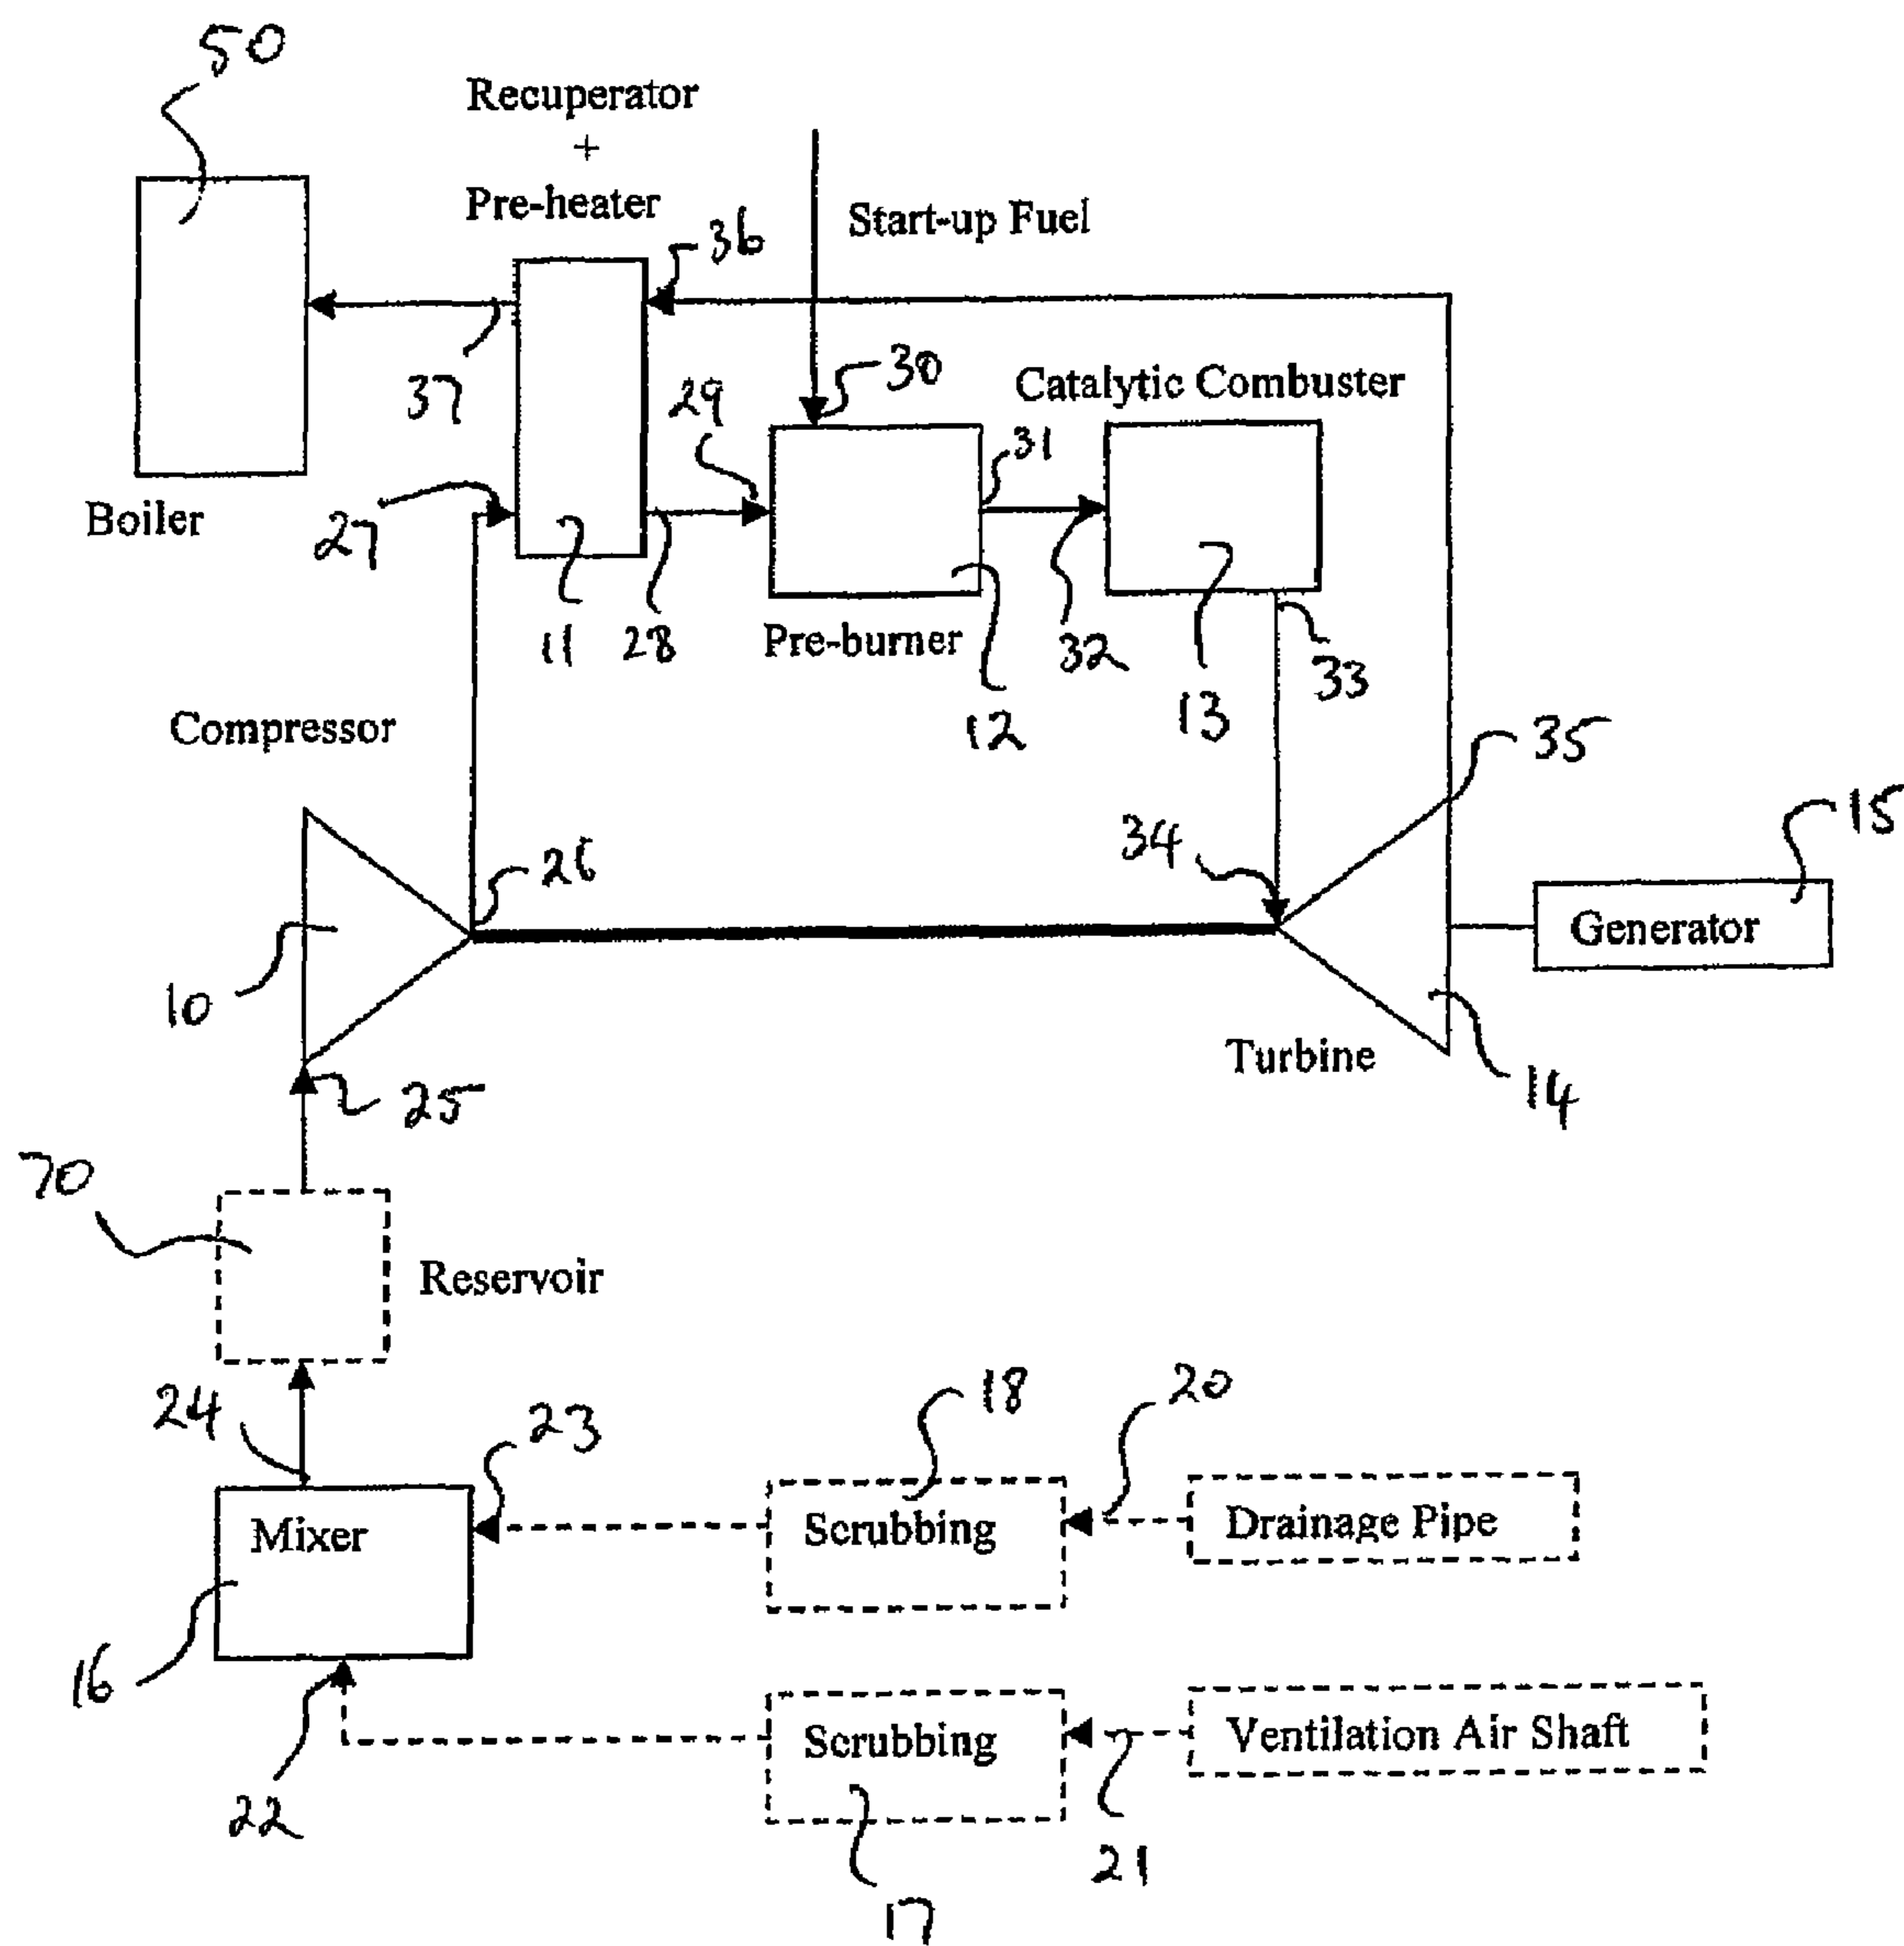 50
Recuperator
+
Pre-heater
36
Start-up Fuel
30
Catalytic Combuster
37
29
31
Boiler
27
11
28
Pre-burner
32
33
12
13
Compressor
35
15
34
26
Generator
10
Turbine
25
14
70
Reservoir
24
23
18
20
Mixer
Scrubbing
Drainage Pipe
16
Scrubbing
Ventilation Air Shaft
22
21
17